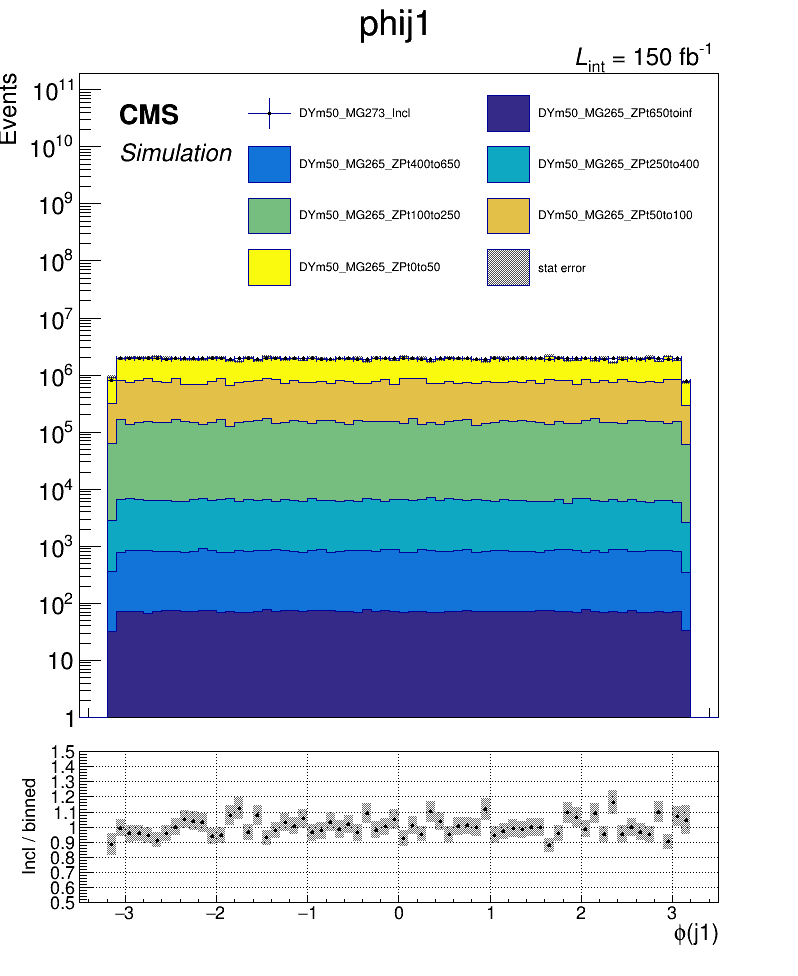 phij1
L_int = 150 fb^-1
Events
CMS
Simulation
DYm50_MG273_Incl
DYm50_MG265_ZPt650toinf
DYm50_MG265_ZPt400to650
DYm50_MG265_ZPt250to400
DYm50_MG265_ZPt100to250
DYm50_MG265_ZPt50to100
DYm50_MG265_ZPt0to50
stat error
10^11
10^10
10^9
10^8
10^7
10^6
10^5
10^4
10^3
10^2
10
1
Incl / binned
1.5
1.4
1.3
1.2
1.1
1
0.9
0.8
0.7
0.6
0.5
−3 −2 −1 0 1 2 3
ϕ(j1)